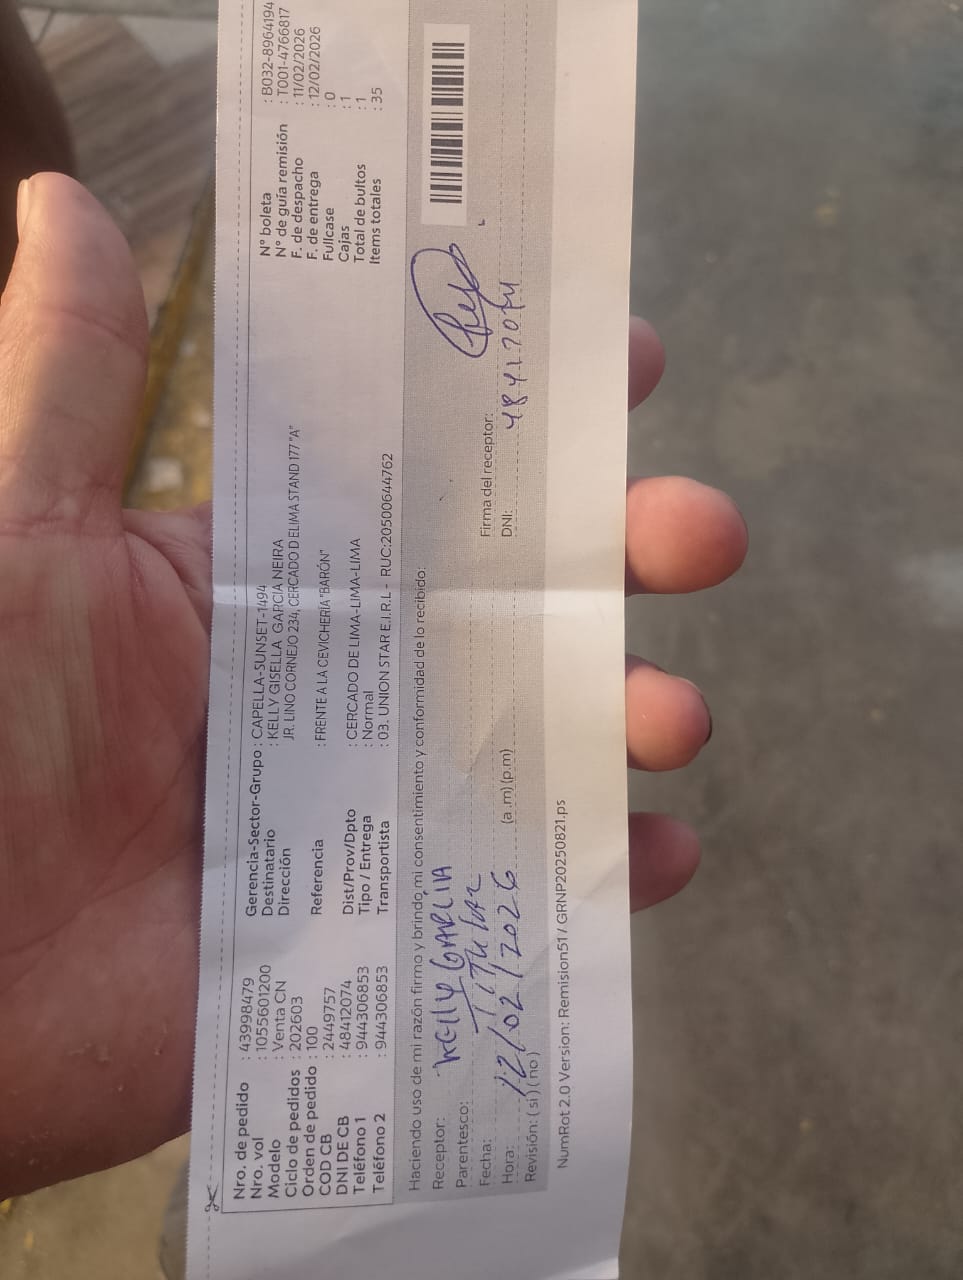 Nro. de pedido : 43998479
Nro. vol : 1055601200
Modelo : Venta CN
Ciclo de pedidos : 202603
Orden de pedido : 100
COD CB : 2449757
DNI DE CB : 48412074
Teléfono 1 : 944306853
Teléfono 2 : 944306853
Gerencia-Sector-Grupo : CAPELLA-SUNSET-1494
Destinatario : KELLY GISELLA GARCIA NEIRA
Dirección JR. LINO CORNEJO 234, CERCADO D ELIMA STAND 177 "A"
Referencia : FRENTE A LA CEVICHERÍA "BARÓN"
Dist/Prov/Dpto : CERCADO DE LIMA-LIMA-LIMA
Tipo / Entrega : Normal
Transportista : 03. UNION STAR E.I.R.L - RUC:20500644762
N° boleta : B032-8964194
N° de guía remisión : T001-4766817
F. de despacho : 11/02/2026
F. de entrega : 12/02/2026
Fullcase : 0
Cajas : 1
Total de bultos : 1
Items totales : 35
Haciendo uso de mi razón firmo y brindo mi consentimiento y conformidad de lo recibido:
Receptor: KELLY GARCIA
Parentesco: TITULAR
Fecha: 12/02/2026
Hora: (a.m)(p.m)
Revisión: ( si ) ( no )
Firma del receptor:
DNI: 48412074
NumRot 2.0 Version: Remision51 / GRNP20250821.ps